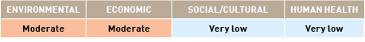 ENVIRONMENTAL ECONOMIC SOCIAL/CULTURAL HUMAN HEALTH
Moderate Moderate Very low Very low